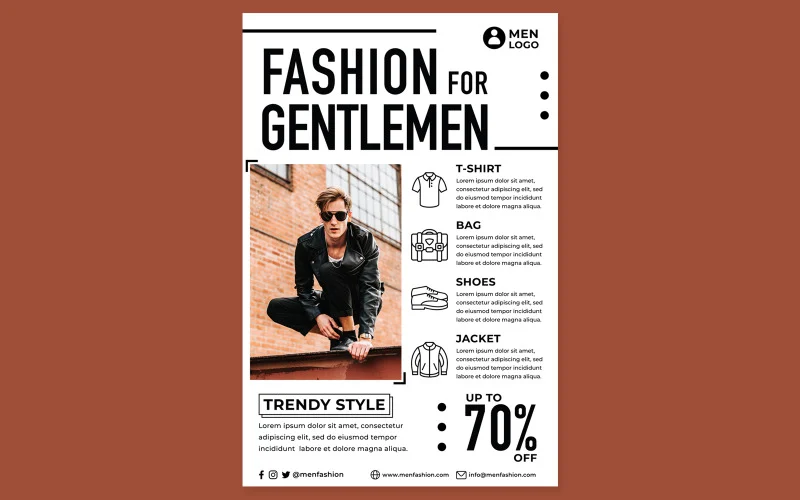 MEN
LOGO
FASHION FOR
GENTLEMEN
T-SHIRT
Lorem ipsum dolor sit amet,
consectetur adipiscing elit, sed
do eiusmod tempor incididunt
ut labore et dolore magna aliqua.
BAG
Lorem ipsum dolor sit amet,
consectetur adipiscing elit, sed
do eiusmod tempor incididunt
ut labore et dolore magna aliqua.
SHOES
Lorem ipsum dolor sit amet,
consectetur adipiscing elit, sed
do eiusmod tempor incididunt
ut labore et dolore magna aliqua.
JACKET
Lorem ipsum dolor sit amet,
consectetur adipiscing elit, sed
do eiusmod tempor incididunt
ut labore et dolore magna aliqua.
TRENDY STYLE
Lorem ipsum dolor sit amet, consectetur
adipiscing elit, sed do eiusmod tempor
incididunt ut labore et dolore magna aliqua.
UP TO
70%
OFF
@menfashion
www.menfashion.com
info@menfashion.com